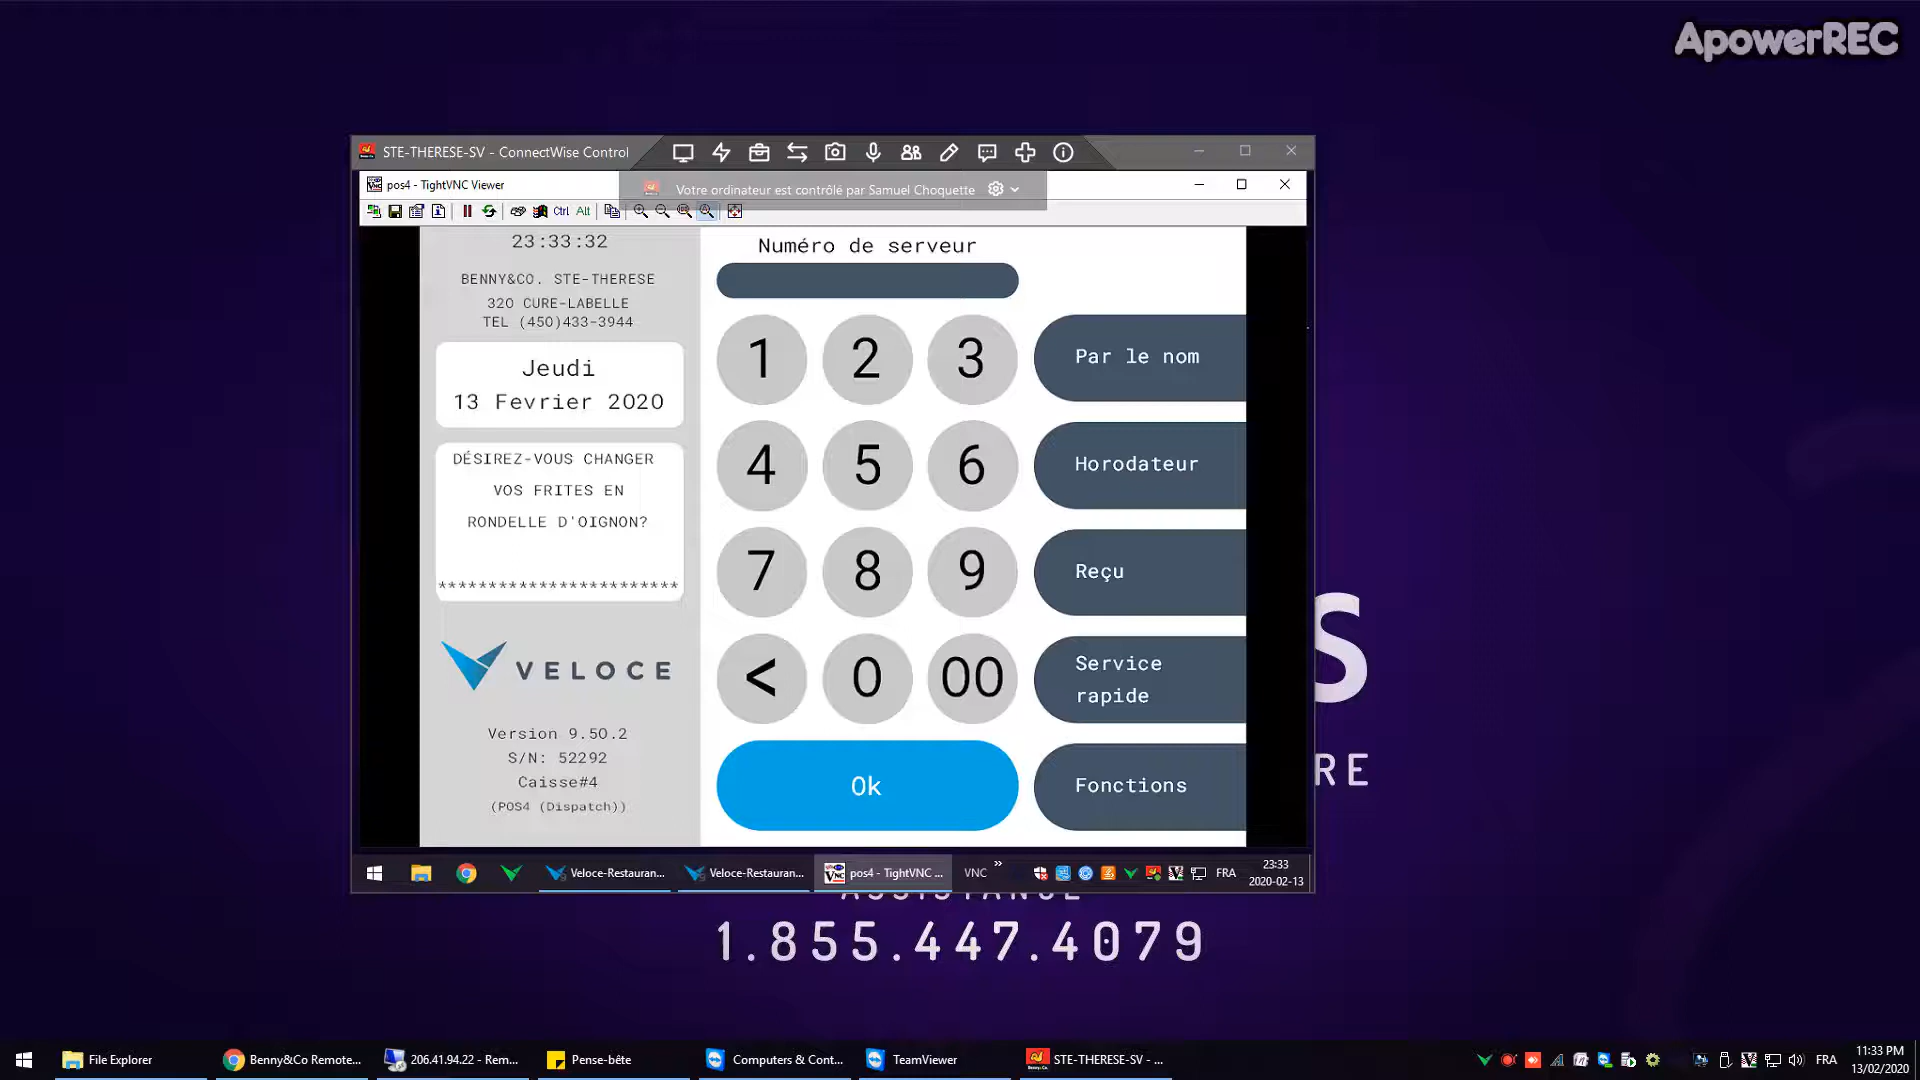 ApowerREC
STE-THERESE-SV - ConnectWise Control
pos4 - TightVNC Viewer
Votre ordinateur est contrôlé par Samuel Choquette
Ctrl
Alt
23:33:32
BENNY&CO. STE-THERESE
320 CURE-LABELLE
TEL (450)433-3944
Jeudi
13 Fevrier 2020
DÉSIREZ-VOUS CHANGER
VOS FRITES EN
RONDELLE D'OIGNON?
************************
VELOCE
Version 9.50.2
S/N: 52292
Caisse#4
(POS4 (Dispatch))
Numéro de serveur
1 2 3
4 5 6
7 8 9
< 0 00
Ok
Par le nom
Horodateur
Reçu
Service
rapide
Fonctions
S
RE
Veloce-Restauran...
Veloce-Restauran...
pos4 - TightVNC ...
VNC
FRA
23:33
2020-02-13
ASSISTANCE
1.855.447.4079
File Explorer
Benny&Co Remote...
206.41.94.22 - Rem...
Pense-bête
Computers & Cont...
TeamViewer
STE-THERESE-SV - ...
FRA
11:33 PM
13/02/2020